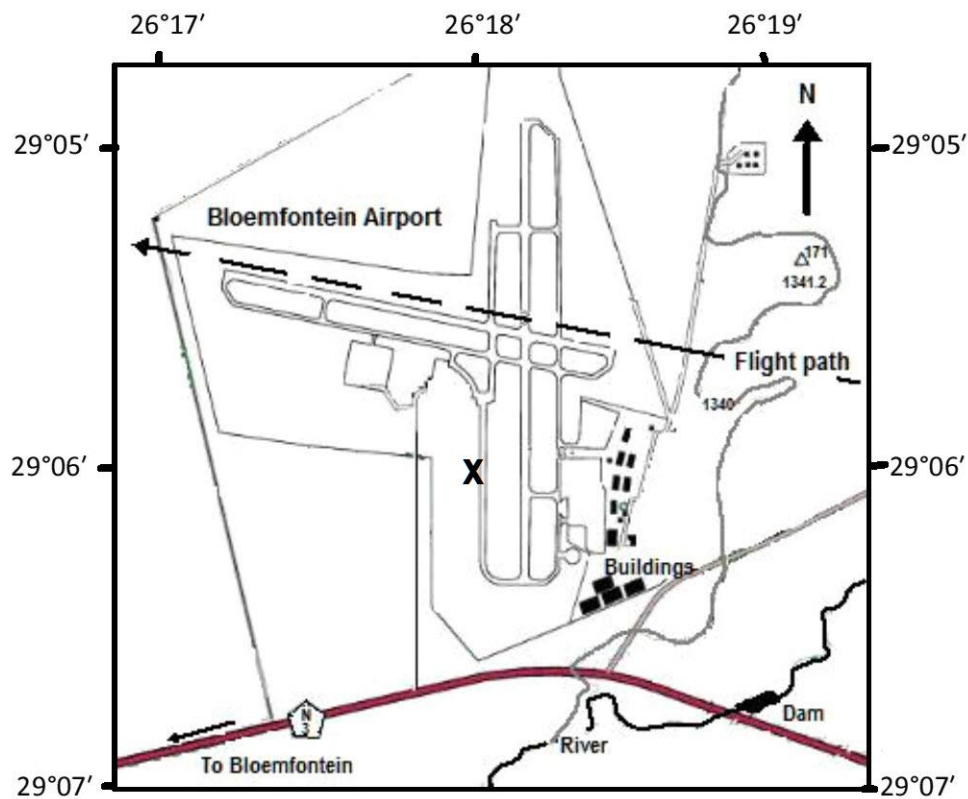 26°17′
26°18′
26°19′
N
29°05′
29°05′
Bloemfontein Airport
171
1341.2
Flight path
1340
29°06′
X
29°06′
Buildings
N
3
Dam
River
To Bloemfontein
29°07′
29°07′